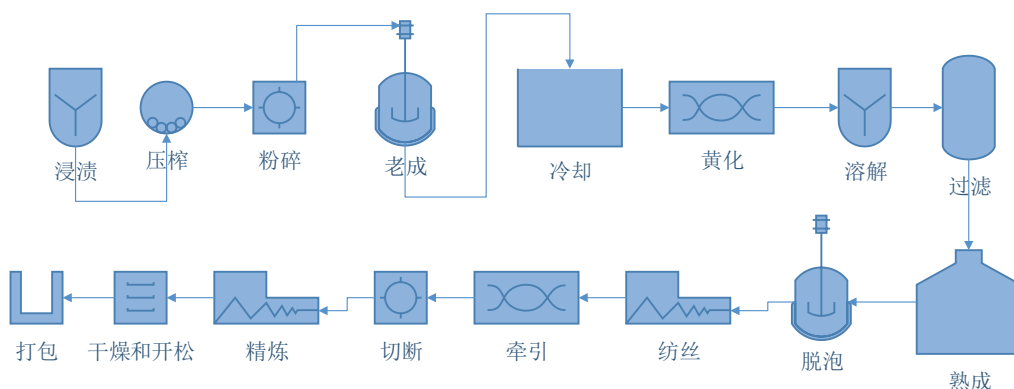 浸渍
压榨
粉碎
老成
冷却
黄化
溶解
过滤
熟成
脱泡
纺丝
牵引
切断
精炼
干燥和开松
打包